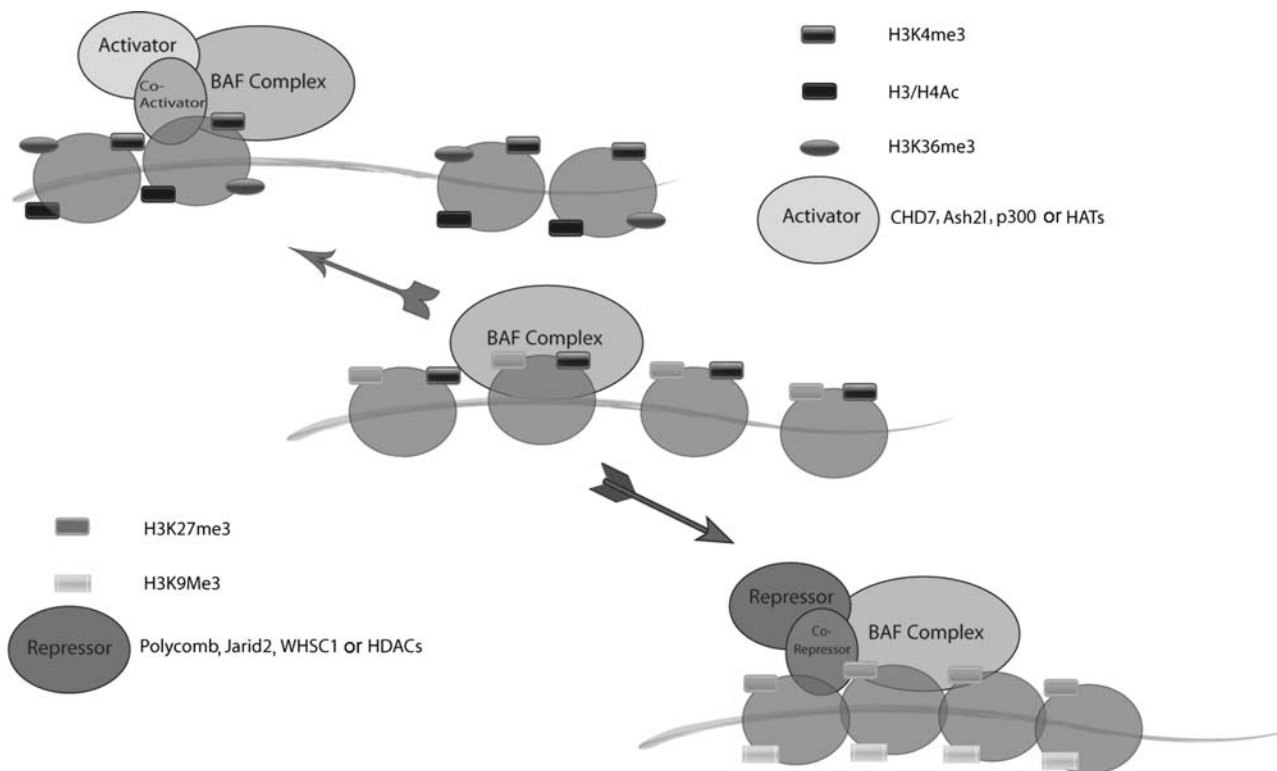 Activator
BAF Complex
Co-
Activator
H3K4me3
H3/H4Ac
H3K36me3
Activator
CHD7, Ash2l, p300 or HATs
BAF Complex
H3K27me3
H3K9Me3
Repressor
Polycomb, Jarid2, WHSC1 or HDACs
Repressor
Co-
Repressor
BAF Complex